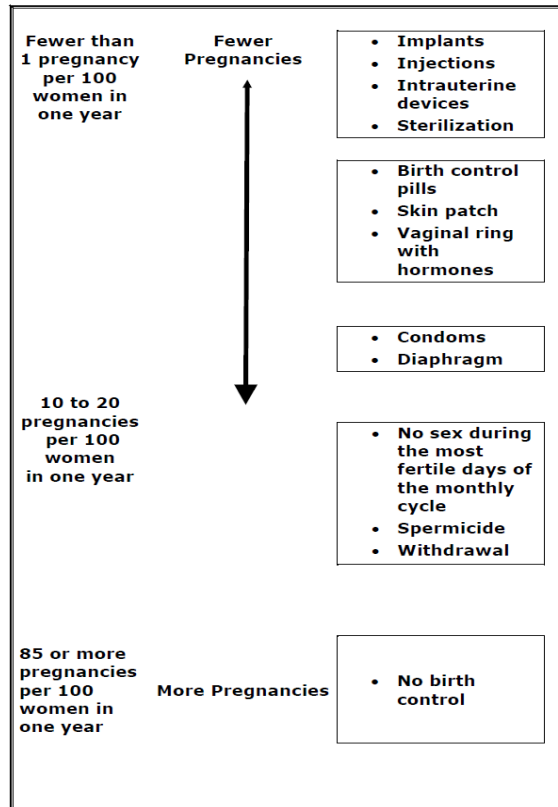 Fewer than
1 pregnancy
per 100
women in
one year
Fewer
Pregnancies
• Implants
• Injections
• Intrauterine
devices
• Sterilization
• Birth control
pills
• Skin patch
• Vaginal ring
with
hormones
• Condoms
• Diaphragm
10 to 20
pregnancies
per 100
women
in one year
• No sex during
the most
fertile days of
the monthly
cycle
• Spermicide
• Withdrawal
85 or more
pregnancies
per 100
women in
one year
More Pregnancies
• No birth
control